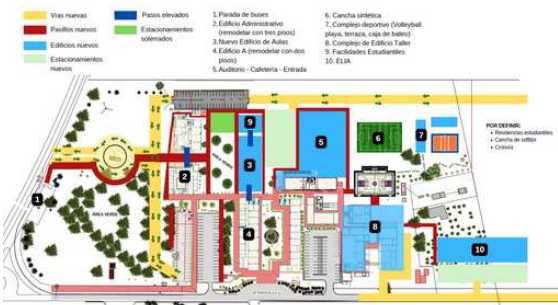 Vías nuevas
Pasillos nuevos
Edificios nuevos
Estacionamientos
nuevos
Pasos elevados
Estacionamientos
soterrados
1. Parada de buses
2. Edificio Administrativo
(remodelar con tres pisos)
3. Nuevo Edificio de Aulas
4. Edificio A (remodelar con dos
pisos)
5. Auditorio - Cafetería - Entrada
6. Cancha sintética
7. Complejo deportivo (Volleyball
playa, terraza, caja de bateo)
8. Complejo de Edificio Taller
9. Facilidades Estudiantiles
10. ELIA
POR DEFINIR:
• Residencias estudiantiles
• Cancha de softbol
• Ciclovía
9
6
7
5
3
2
1
ÁREA VERDE
ÁREA VERDE
4
8
10